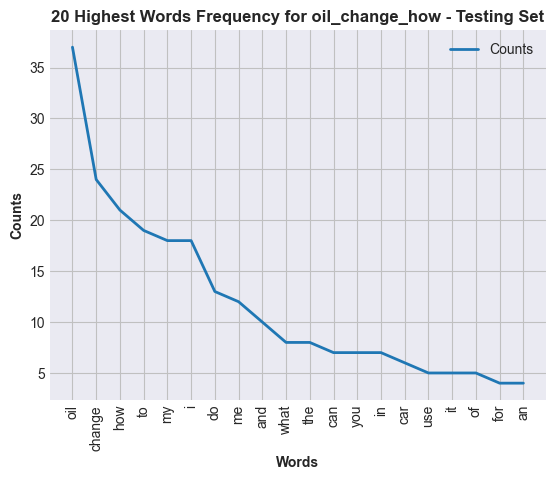 20 Highest Words Frequency for oil_change_how - Testing Set
Counts
Counts
35
30
25
20
15
10
5
oil
change
how
to
my
i
do
me
and
what
the
can
you
in
car
use
it
of
for
an
Words